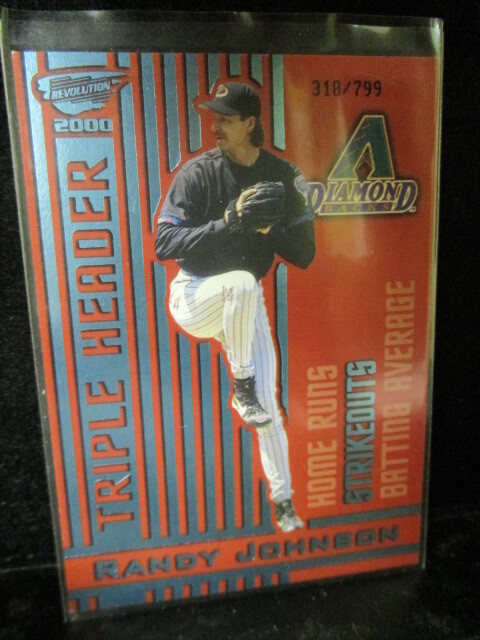 REVOLUTION
2000
318/799
A
DIAMOND
BACKS
TRIPLE HEADER
HOME RUNS
STRIKEOUTS
BATTING AVERAGE
RANDY JOHNSON